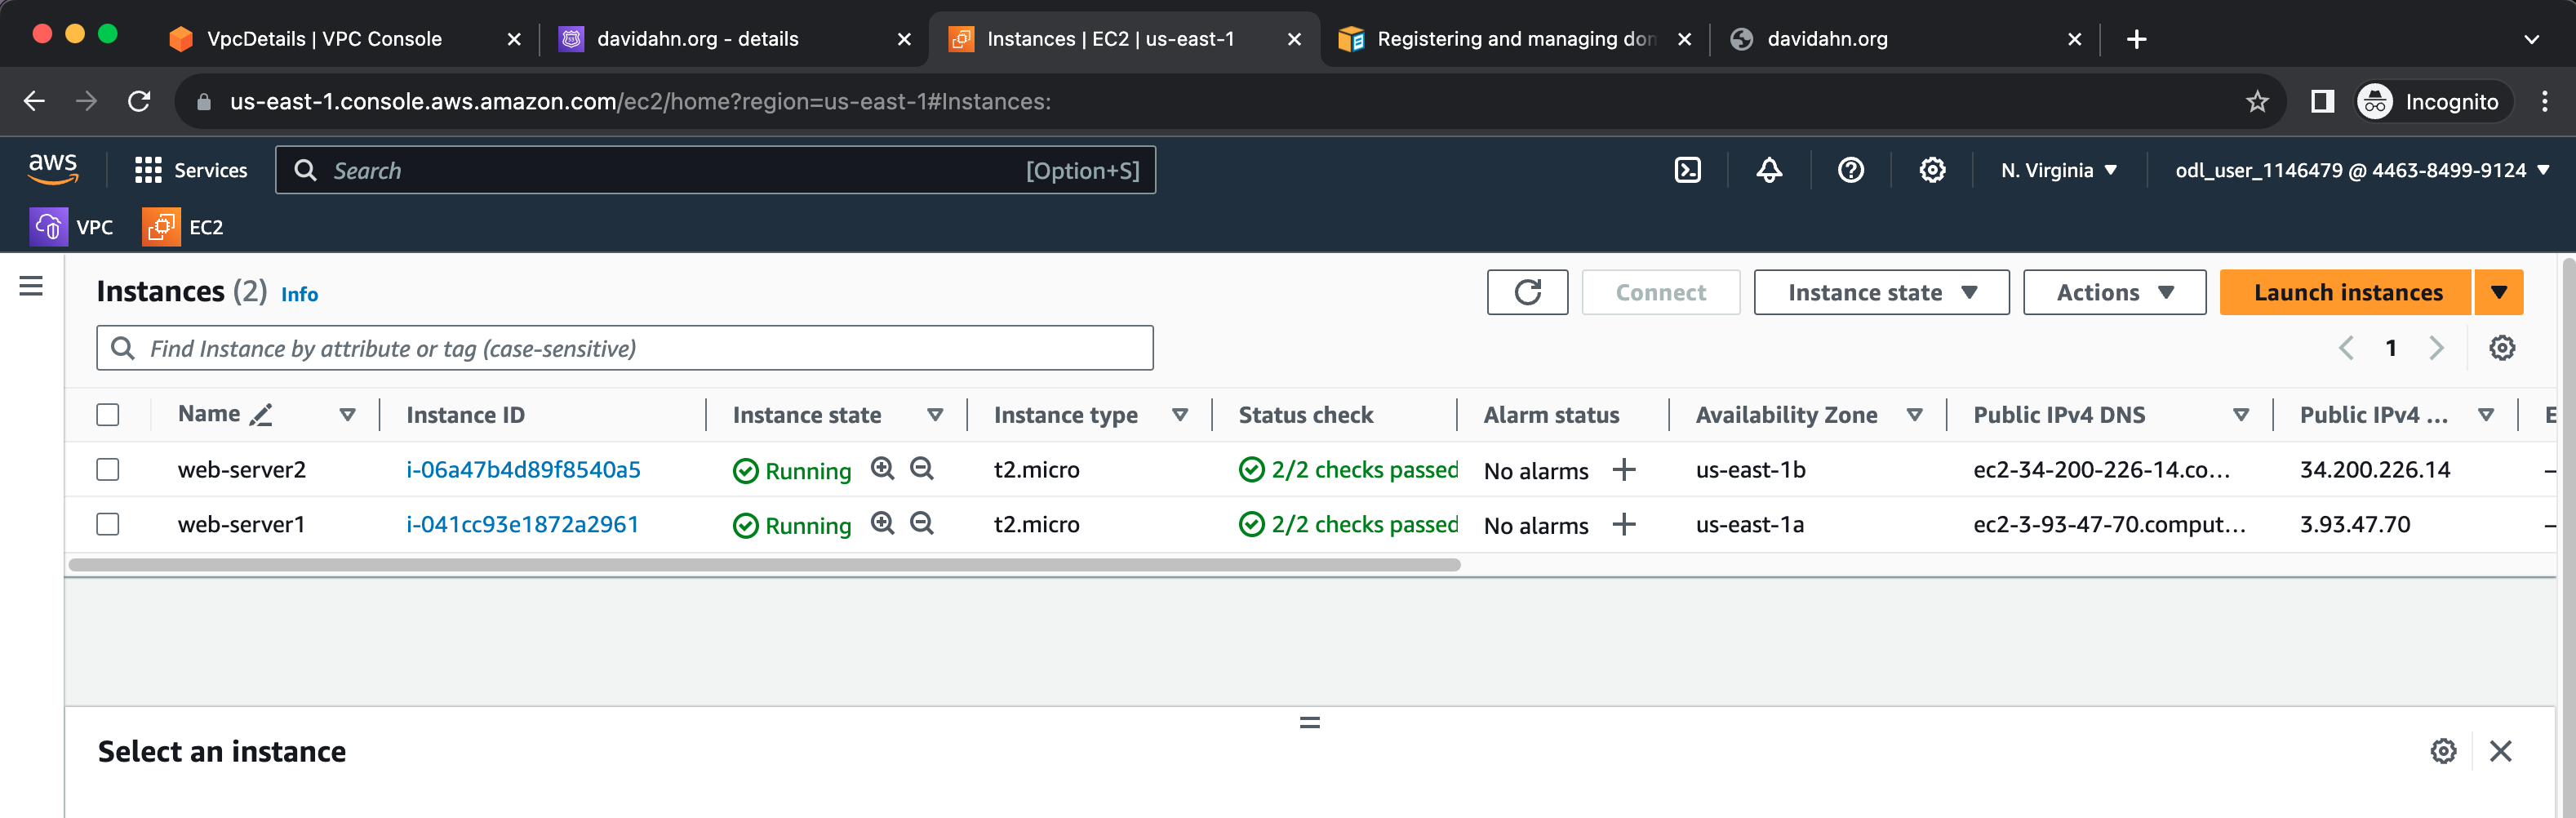 VpcDetails | VPC Console
davidahn.org - details
Instances | EC2 | us-east-1
Registering and managing dom
davidahn.org
us-east-1.console.aws.amazon.com/ec2/home?region=us-east-1#Instances:
Incognito
aws
Services
Search
[Option+S]
N. Virginia
odl_user_1146479 @ 4463-8499-9124
VPC
EC2
Instances (2) Info
Connect
Instance state
Actions
Launch instances
Find Instance by attribute or tag (case-sensitive)
1
Name Instance ID Instance state Instance type Status check Alarm status Availability Zone Public IPv4 DNS Public IPv4 ... E
web-server2 i-06a47b4d89f8540a5 Running t2.micro 2/2 checks passed No alarms + us-east-1b ec2-34-200-226-14.co... 34.200.226.14 –
web-server1 i-041cc93e1872a2961 Running t2.micro 2/2 checks passed No alarms + us-east-1a ec2-3-93-47-70.comput... 3.93.47.70 –
Select an instance